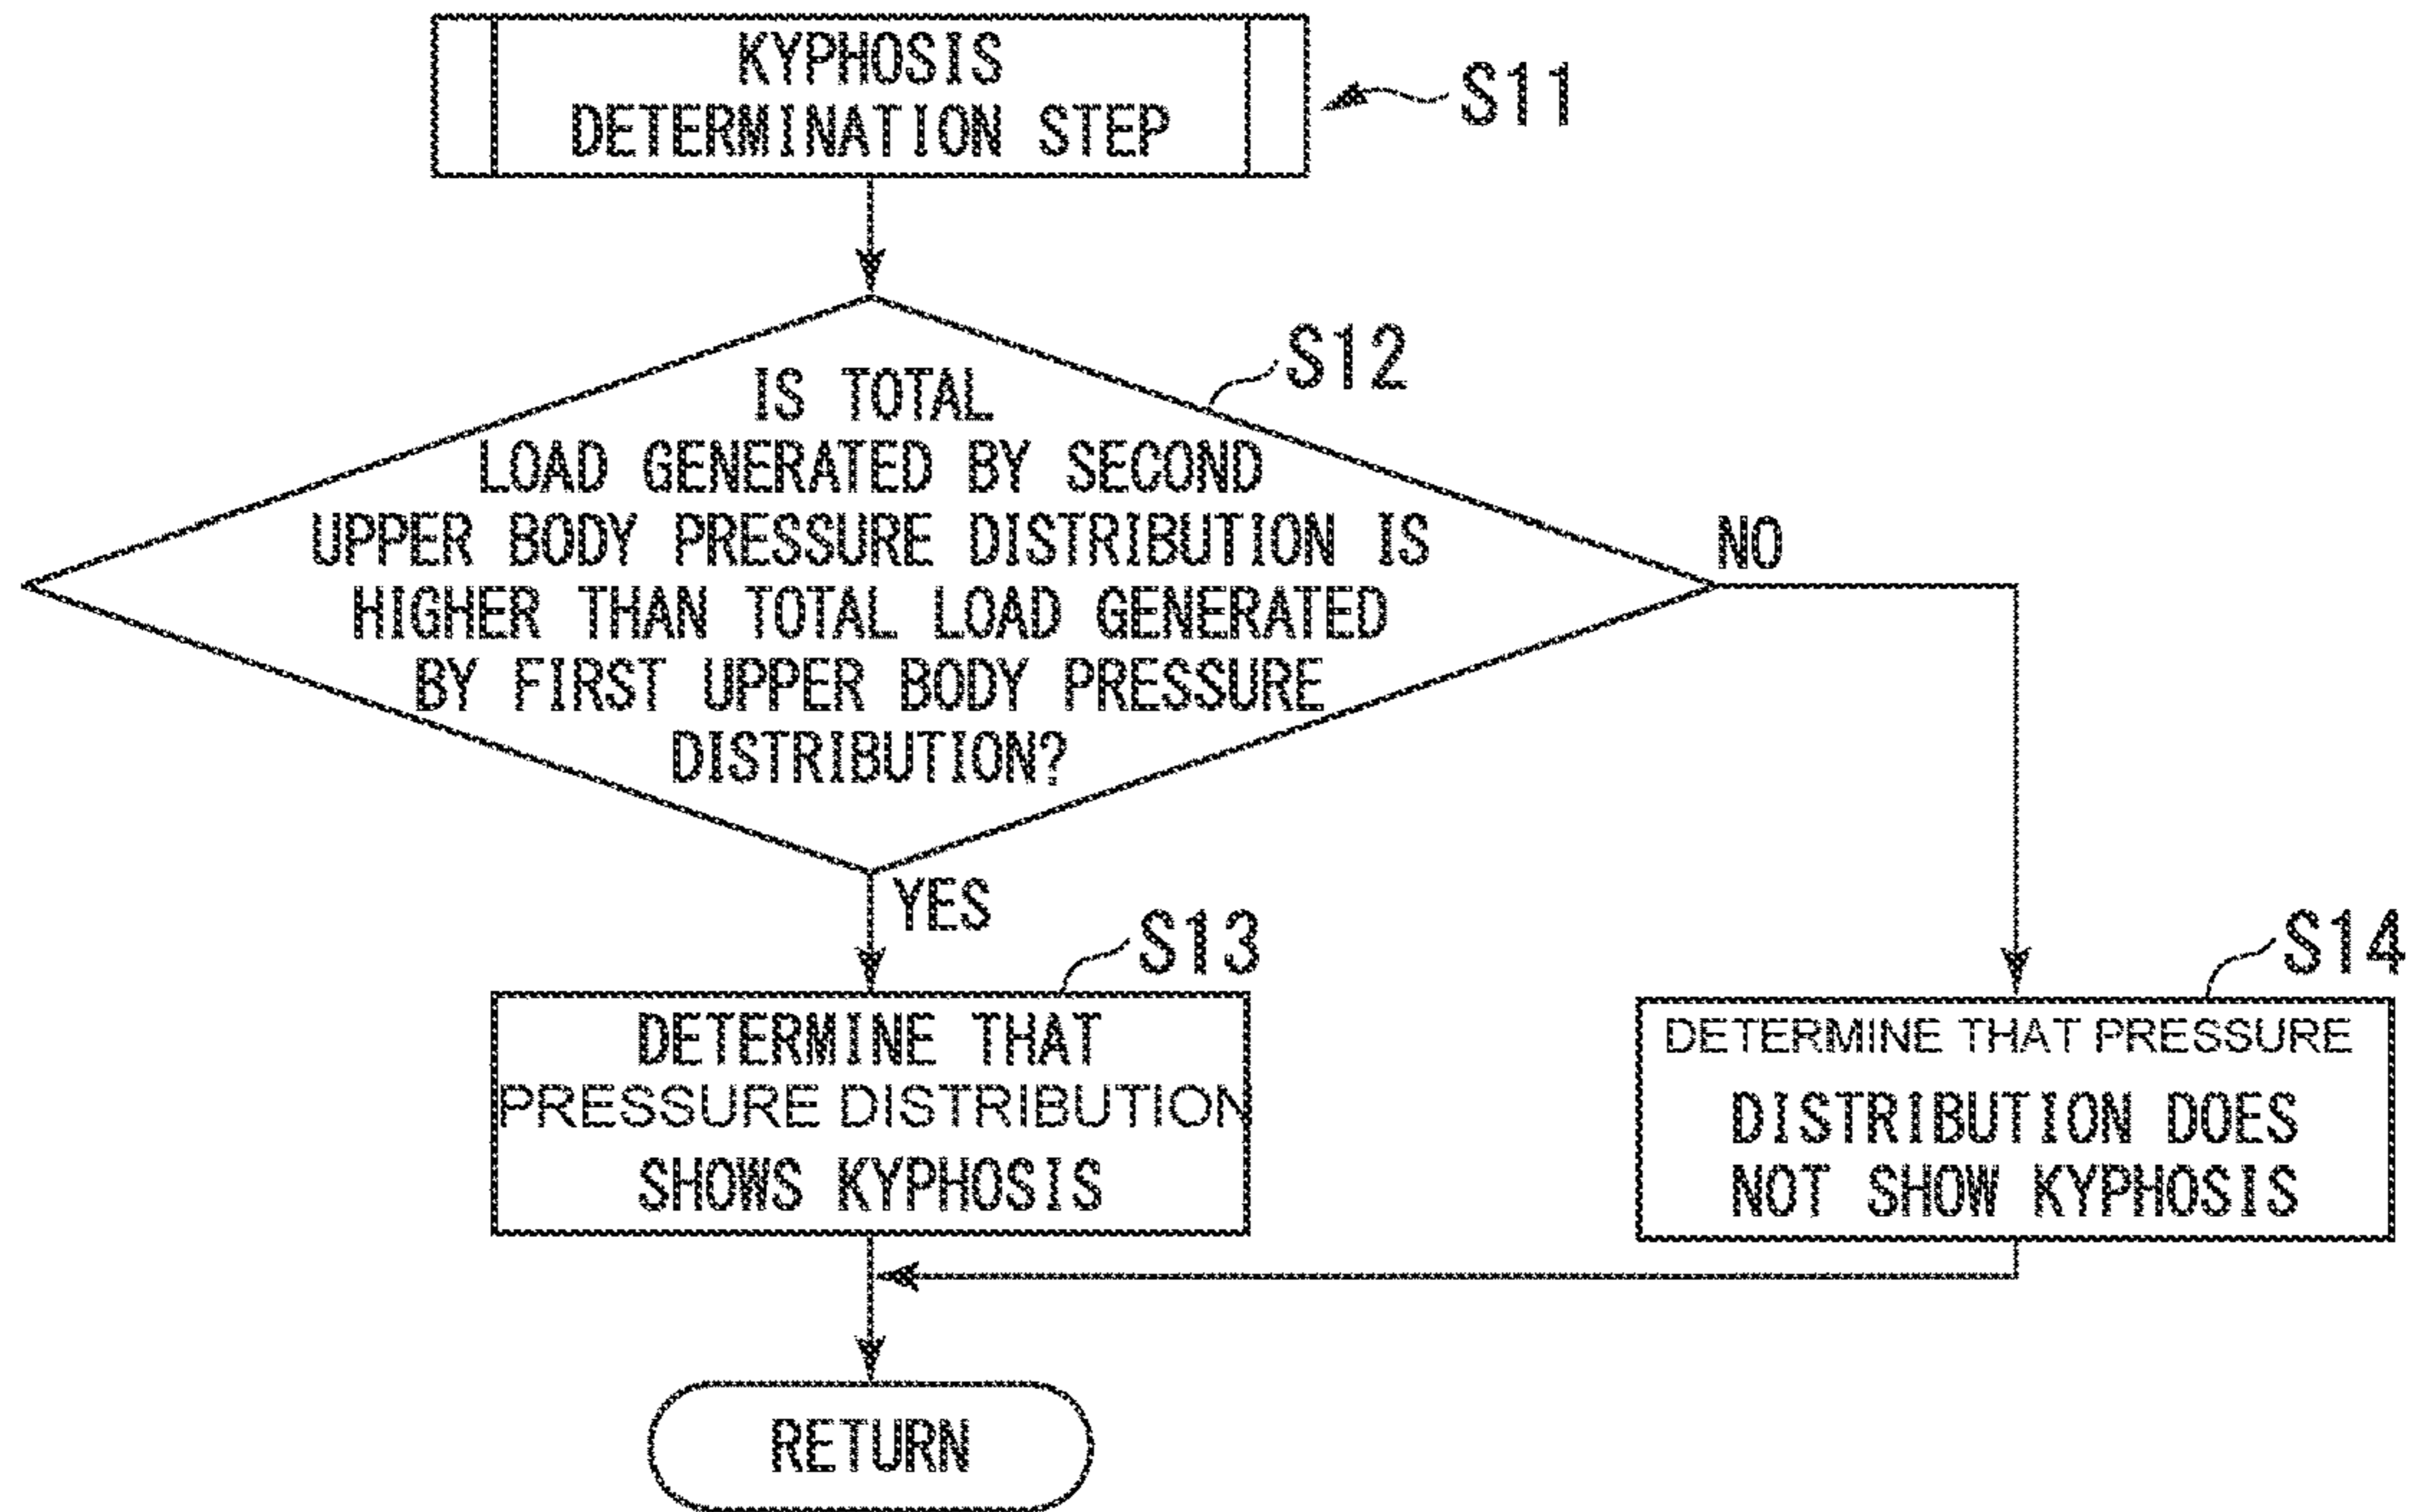 KYPHOSIS
DETERMINATION STEP
S11
S12
IS TOTAL
LOAD GENERATED BY SECOND
UPPER BODY PRESSURE DISTRIBUTION IS
HIGHER THAN TOTAL LOAD GENERATED
BY FIRST UPPER BODY PRESSURE
DISTRIBUTION?
NO
YES
S13
DETERMINE THAT
PRESSURE DISTRIBUTION
SHOWS KYPHOSIS
S14
DETERMINE THAT PRESSURE
DISTRIBUTION DOES
NOT SHOW KYPHOSIS
RETURN